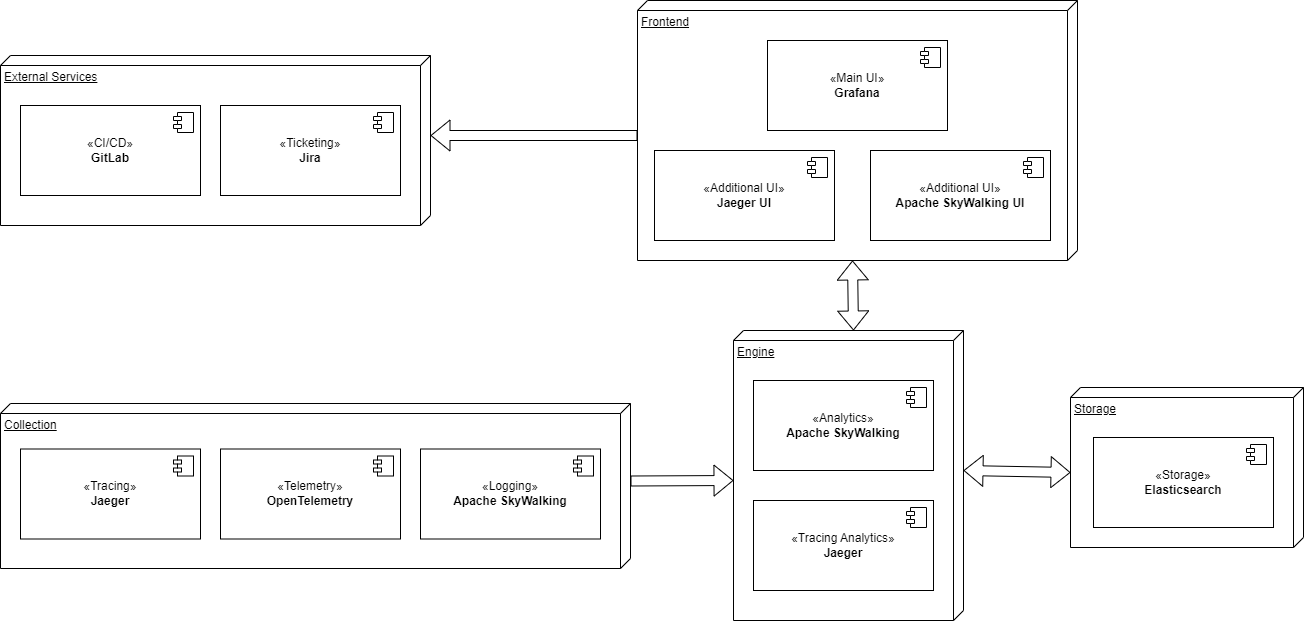 Frontend
«Main UI»
Grafana
«Additional UI»
Jaeger UI
«Additional UI»
Apache SkyWalking UI
External Services
«CI/CD»
GitLab
«Ticketing»
Jira
Engine
«Analytics»
Apache SkyWalking
«Tracing Analytics»
Jaeger
Storage
«Storage»
Elasticsearch
Collection
«Tracing»
Jaeger
«Telemetry»
OpenTelemetry
«Logging»
Apache SkyWalking